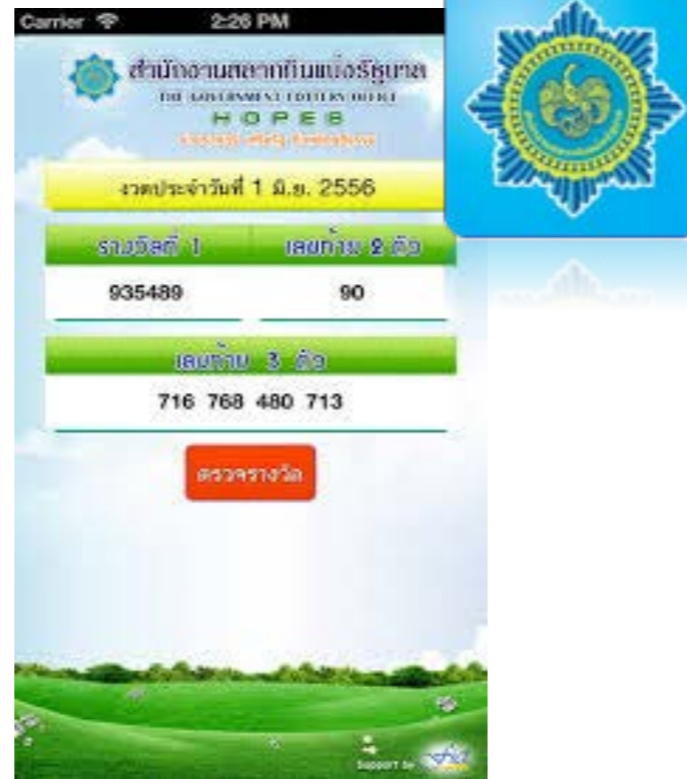 Carrier 2:26 PM
สำนักงานสลากกินแบ่งรัฐบาล
THE GOVERNMENT LOTTERY OFFICE
HOPES
งวดประจำวันที่ 1 มิ.ย. 2556
รางวัลที่ 1 เลขท้าย 2 ตัว
935489 90
เลขท้าย 3 ตัว
716 768 480 713
ตรวจรางวัล
Support by